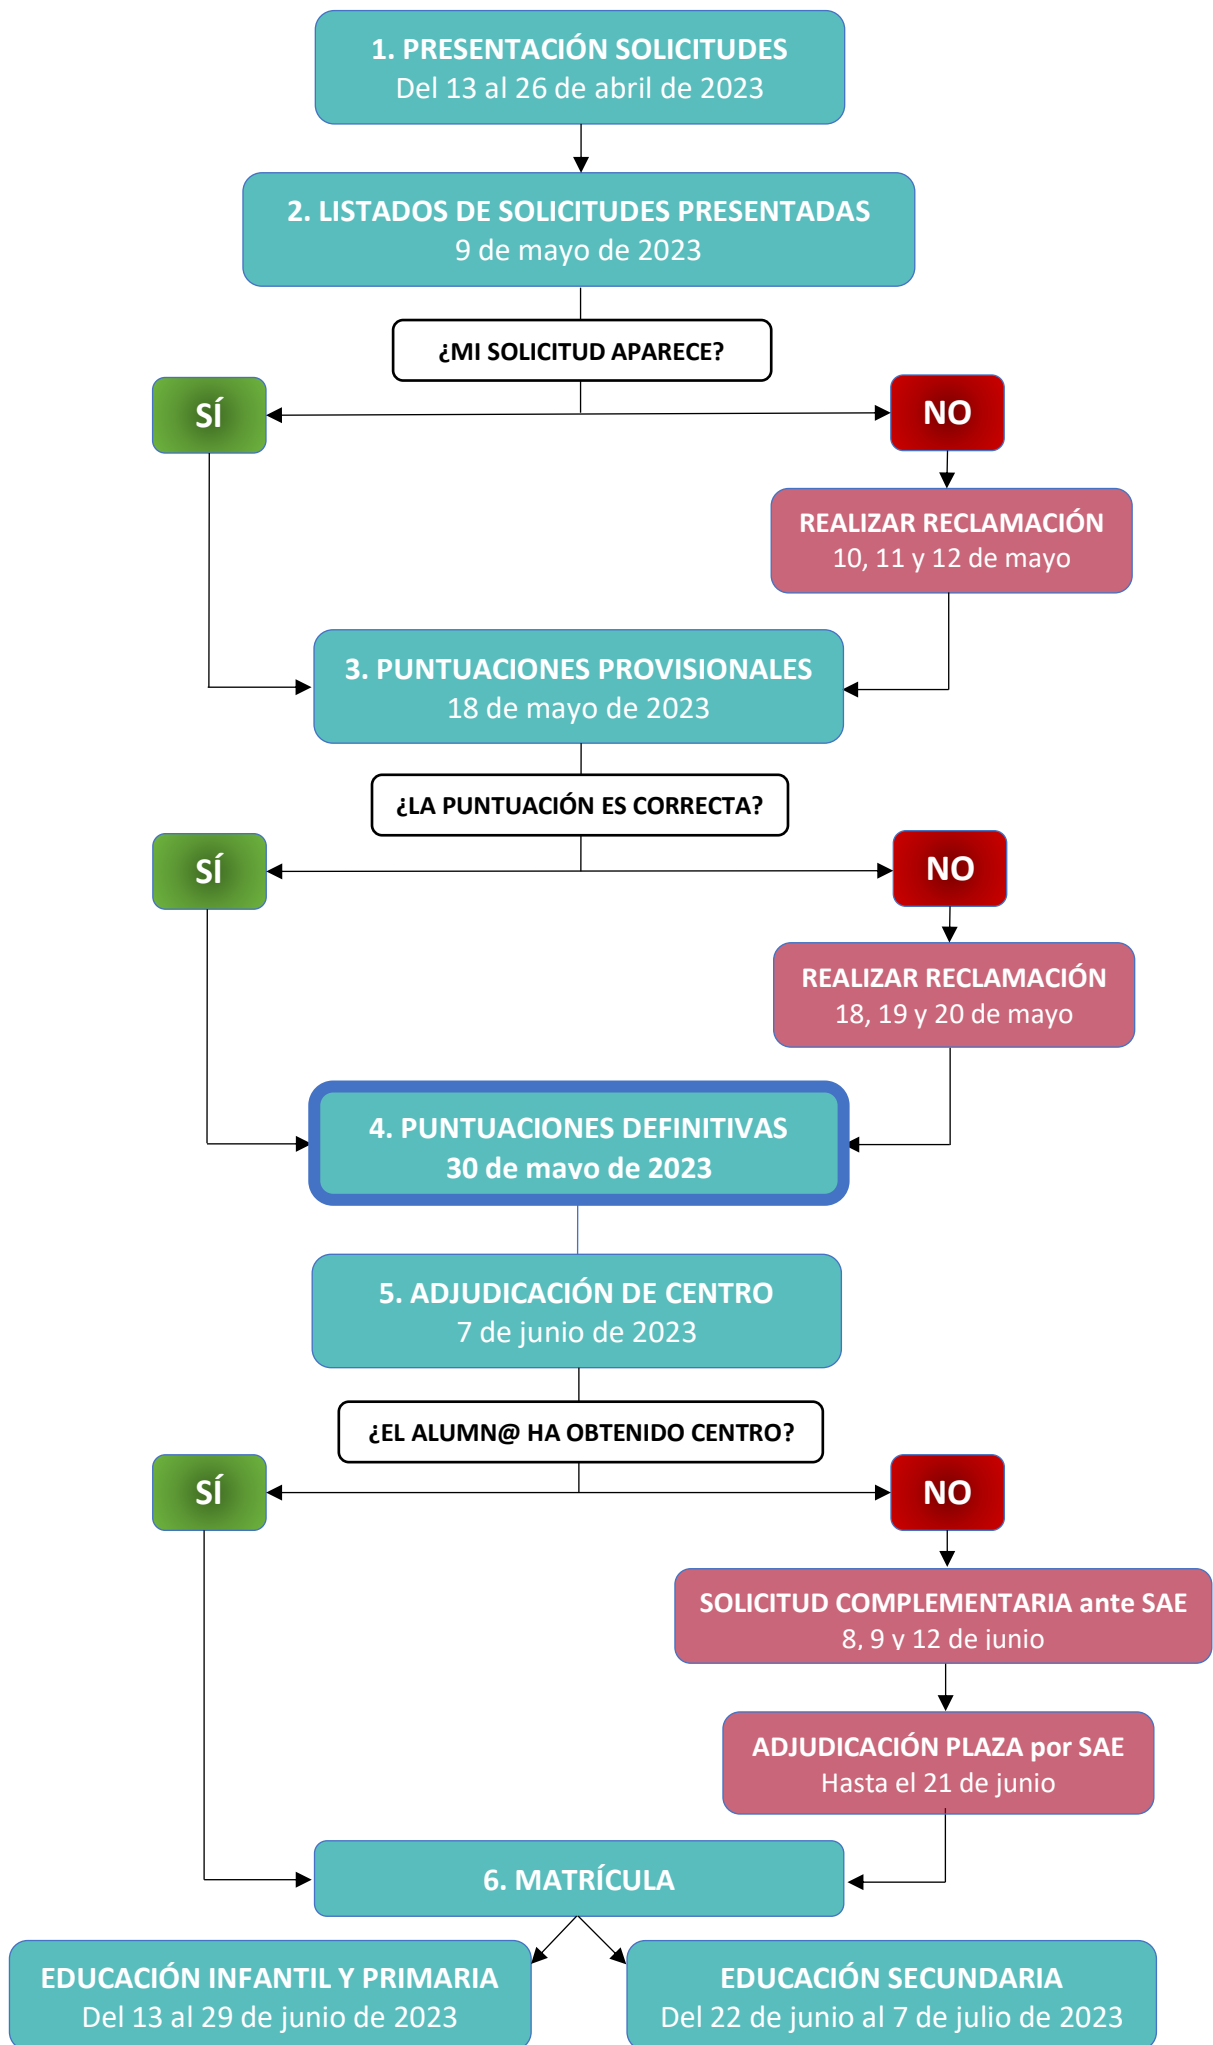 1. PRESENTACIÓN SOLICITUDES
Del 13 al 26 de abril de 2023
2. LISTADOS DE SOLICITUDES PRESENTADAS
9 de mayo de 2023
¿MI SOLICITUD APARECE?
SÍ
NO
REALIZAR RECLAMACIÓN
10, 11 y 12 de mayo
3. PUNTUACIONES PROVISIONALES
18 de mayo de 2023
¿LA PUNTUACIÓN ES CORRECTA?
SÍ
NO
REALIZAR RECLAMACIÓN
18, 19 y 20 de mayo
4. PUNTUACIONES DEFINITIVAS
30 de mayo de 2023
5. ADJUDICACIÓN DE CENTRO
7 de junio de 2023
¿EL ALUMN@ HA OBTENIDO CENTRO?
SÍ
NO
SOLICITUD COMPLEMENTARIA ante SAE
8, 9 y 12 de junio
ADJUDICACIÓN PLAZA por SAE
Hasta el 21 de junio
6. MATRÍCULA
EDUCACIÓN INFANTIL Y PRIMARIA
Del 13 al 29 de junio de 2023
EDUCACIÓN SECUNDARIA
Del 22 de junio al 7 de julio de 2023